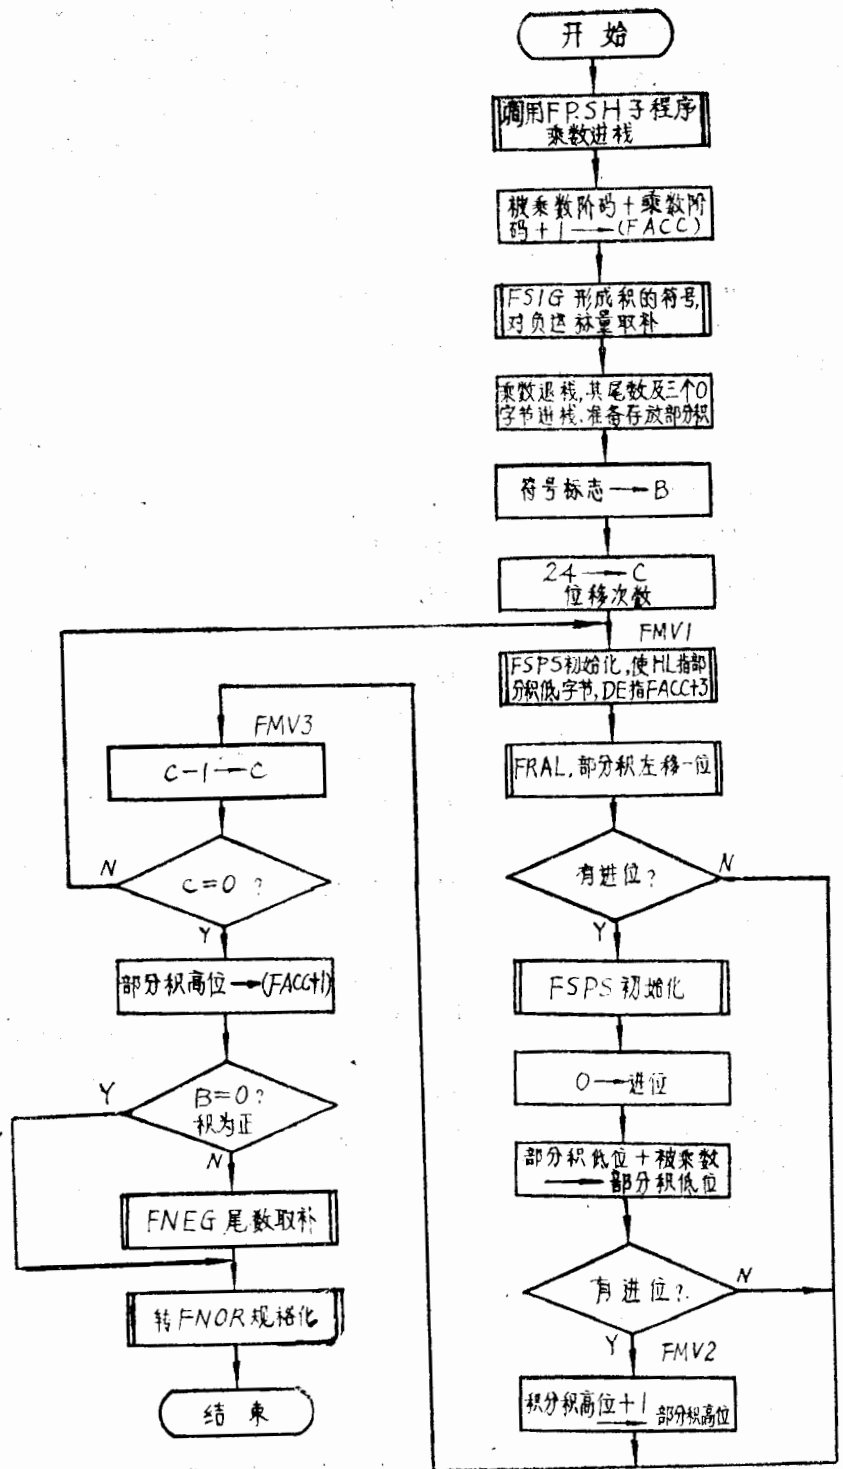 开始
调用FPSH子程序
乘数进栈
被乘数阶码+乘数阶
码+1→(FACC)
FSIG 形成积的符号,
对负运算量取补
乘数退栈,其尾数及三个0
字节进栈.准备存放部分积
符号标志→B
24→C
位移次数
FMV1
FSPS初始化,使HL指部
分积低字节,DE指FACC+3
FRAL,部分积左移一位
有进位?
N
Y
FSPS初始化
0→进位
部分积低位+被乘数
→部分积低位
有进位?
N
Y
FMV2
积分积高位+1
→部分积高位
FMV3
C-1→C
C=0?
N
Y
部分积高位→(FACC+1)
B=0?
积为正
Y
N
FNEG尾数取补
转FNOR规格化
结束